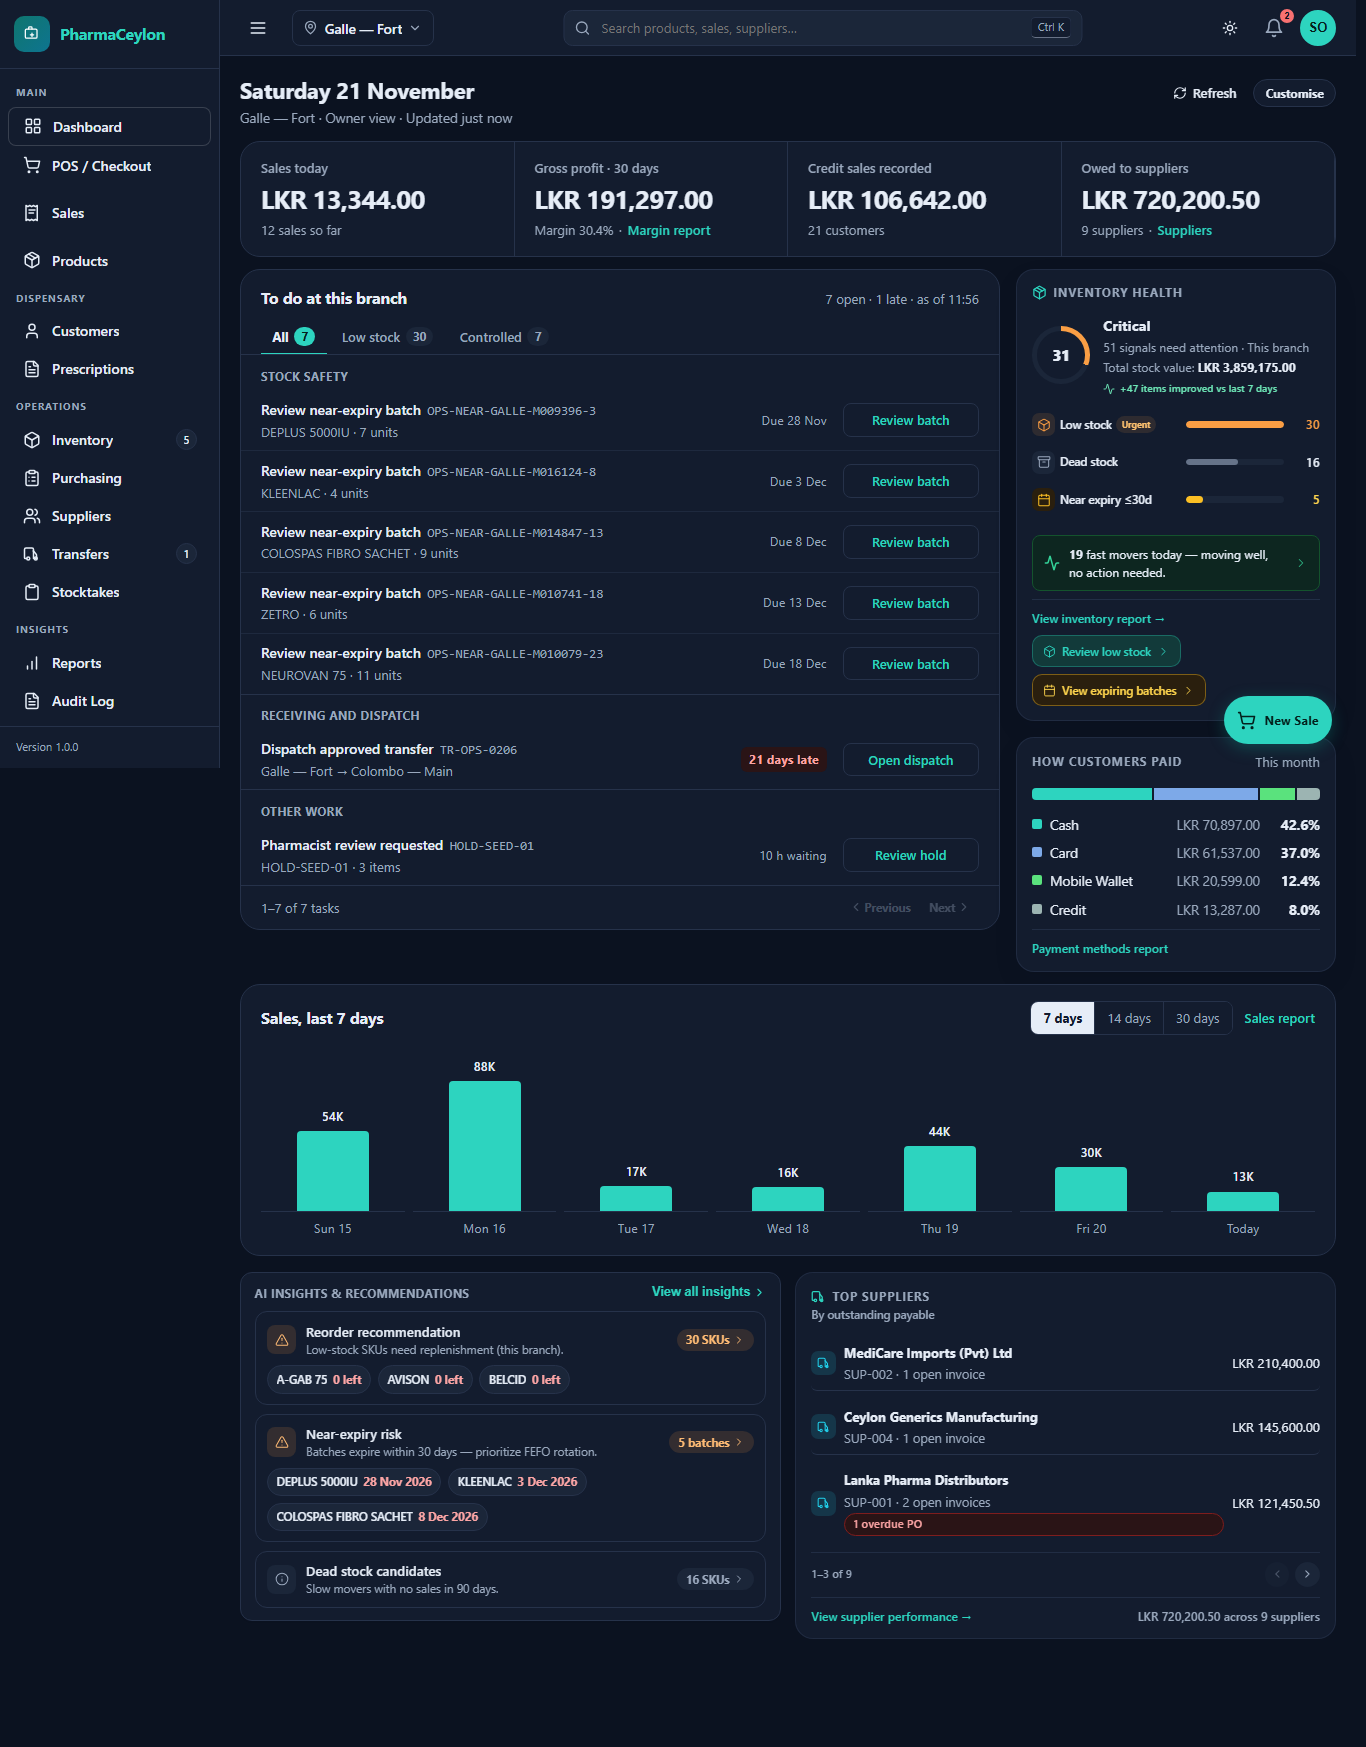 PharmaCeylon
Galle — Fort
Search products, sales, suppliers...
Ctrl K
2
SO
MAIN
Dashboard
POS / Checkout
Sales
Products
DISPENSARY
Customers
Prescriptions
OPERATIONS
Inventory 5
Purchasing
Suppliers
Transfers 1
Stocktakes
INSIGHTS
Reports
Audit Log
Version 1.0.0
Saturday 21 November
Galle — Fort · Owner view · Updated just now
Refresh
Customise
Sales today
LKR 13,344.00
12 sales so far
Gross profit · 30 days
LKR 191,297.00
Margin 30.4% · Margin report
Credit sales recorded
LKR 106,642.00
21 customers
Owed to suppliers
LKR 720,200.50
9 suppliers · Suppliers
To do at this branch
7 open · 1 late · as of 11:56
All 7 Low stock 30 Controlled 7
STOCK SAFETY
Review near-expiry batch OPS-NEAR-GALLE-M009396-3
DEPLUS 5000IU · 7 units
Due 28 Nov Review batch
Review near-expiry batch OPS-NEAR-GALLE-M016124-8
KLEENLAC · 4 units
Due 3 Dec Review batch
Review near-expiry batch OPS-NEAR-GALLE-M014847-13
COLOSPAS FIBRO SACHET · 9 units
Due 8 Dec Review batch
Review near-expiry batch OPS-NEAR-GALLE-M010741-18
ZETRO · 6 units
Due 13 Dec Review batch
Review near-expiry batch OPS-NEAR-GALLE-M010079-23
NEUROVAN 75 · 11 units
Due 18 Dec Review batch
RECEIVING AND DISPATCH
Dispatch approved transfer TR-OPS-0206
Galle — Fort → Colombo — Main
21 days late Open dispatch
OTHER WORK
Pharmacist review requested HOLD-SEED-01
HOLD-SEED-01 · 3 items
10 h waiting Review hold
1–7 of 7 tasks
Previous Next
INVENTORY HEALTH
31
Critical
51 signals need attention · This branch
Total stock value: LKR 3,859,175.00
+47 items improved vs last 7 days
Low stock Urgent 30
Dead stock 16
Near expiry ≤30d 5
19 fast movers today — moving well,
no action needed.
View inventory report →
Review low stock
View expiring batches
New Sale
HOW CUSTOMERS PAID
This month
Cash LKR 70,897.00 42.6%
Card LKR 61,537.00 37.0%
Mobile Wallet LKR 20,599.00 12.4%
Credit LKR 13,287.00 8.0%
Payment methods report
Sales, last 7 days
7 days 14 days 30 days Sales report
54K
88K
17K
16K
44K
30K
13K
Sun 15 Mon 16 Tue 17 Wed 18 Thu 19 Fri 20 Today
AI INSIGHTS & RECOMMENDATIONS
View all insights
Reorder recommendation
Low-stock SKUs need replenishment (this branch).
30 SKUs
A-GAB 75 0 left AVISON 0 left BELCID 0 left
Near-expiry risk
Batches expire within 30 days — prioritize FEFO rotation.
5 batches
DEPLUS 5000IU 28 Nov 2026 KLEENLAC 3 Dec 2026
COLOSPAS FIBRO SACHET 8 Dec 2026
Dead stock candidates
Slow movers with no sales in 90 days.
16 SKUs
TOP SUPPLIERS
By outstanding payable
MediCare Imports (Pvt) Ltd
SUP-002 · 1 open invoice
LKR 210,400.00
Ceylon Generics Manufacturing
SUP-004 · 1 open invoice
LKR 145,600.00
Lanka Pharma Distributors
SUP-001 · 2 open invoices
1 overdue PO
LKR 121,450.50
1–3 of 9
View supplier performance →
LKR 720,200.50 across 9 suppliers